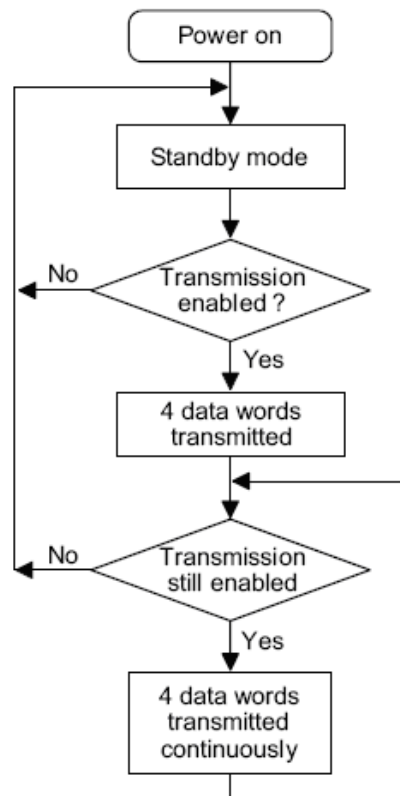 Power on
Standby mode
No
Transmission
enabled ?
Yes
4 data words
transmitted
No
Transmission
still enabled
Yes
4 data words
transmitted
continuously